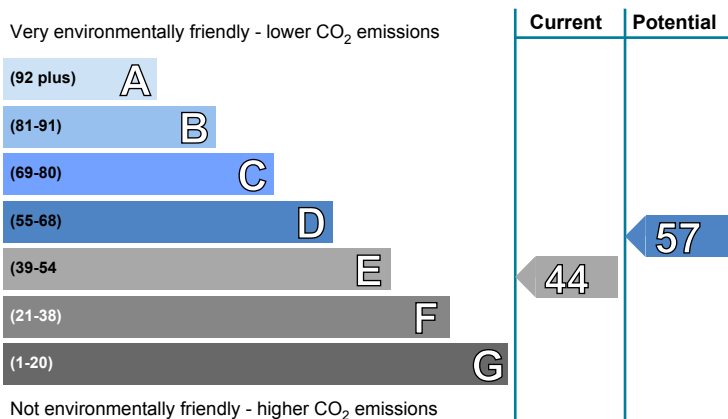 Very environmentally friendly - lower CO2 emissions
Current
Potential
(92 plus) A
(81-91) B
(69-80) C
(55-68) D
57
(39-54 E
44
(21-38) F
(1-20) G
Not environmentally friendly - higher CO2 emissions